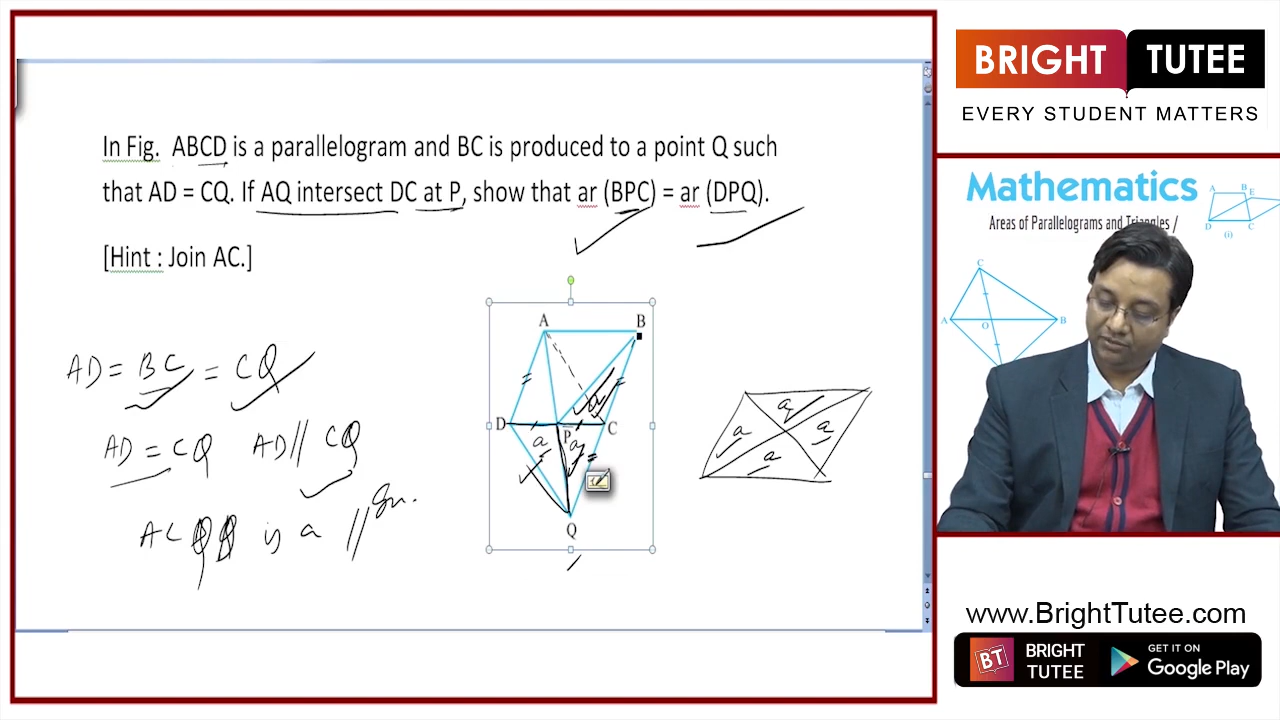 In Fig. ABCD is a parallelogram and BC is produced to a point Q such
that AD = CQ. If AQ intersect DC at P, show that ar (BPC) = ar (DPQ).
[Hint : Join AC.]
AD = BC = CQ
AD = CQ AD // CQ
is a //gm.
A
B
D
P
C
a
a
a
Q
a
a
a
a
BRIGHT TUTEE
EVERY STUDENT MATTERS
Mathematics
Areas of Parallelograms and Triangles /
A
B
E
D
C
(i)
C
A
O
B
www.BrightTutee.com
BT
BRIGHT
TUTEE
GET IT ON
Google Play